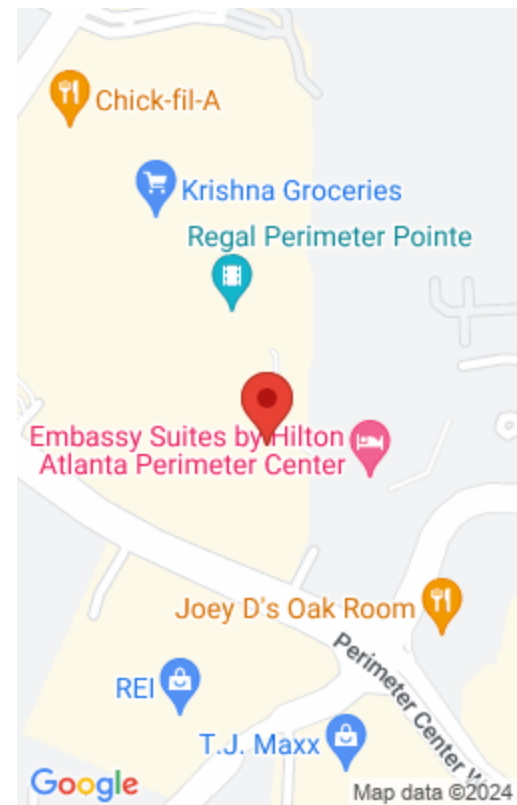 Chick-fil-A
Krishna Groceries
Regal Perimeter Pointe
Embassy Suites by Hilton
Atlanta Perimeter Center
Joey D's Oak Room
Perimeter Center W
REI
T.J. Maxx
Google
Map data ©2024